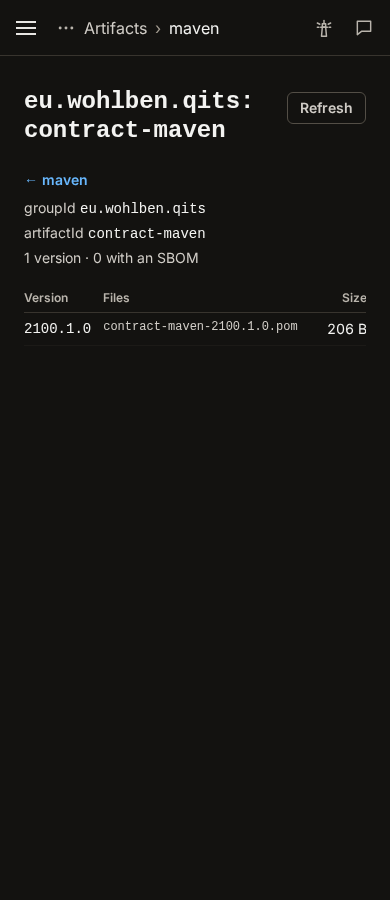 Artifacts › maven
eu.wohlben.qits:
contract-maven
Refresh
← maven
groupId eu.wohlben.qits
artifactId contract-maven
1 version · 0 with an SBOM
Version Files Size
2100.1.0 contract-maven-2100.1.0.pom 206 B